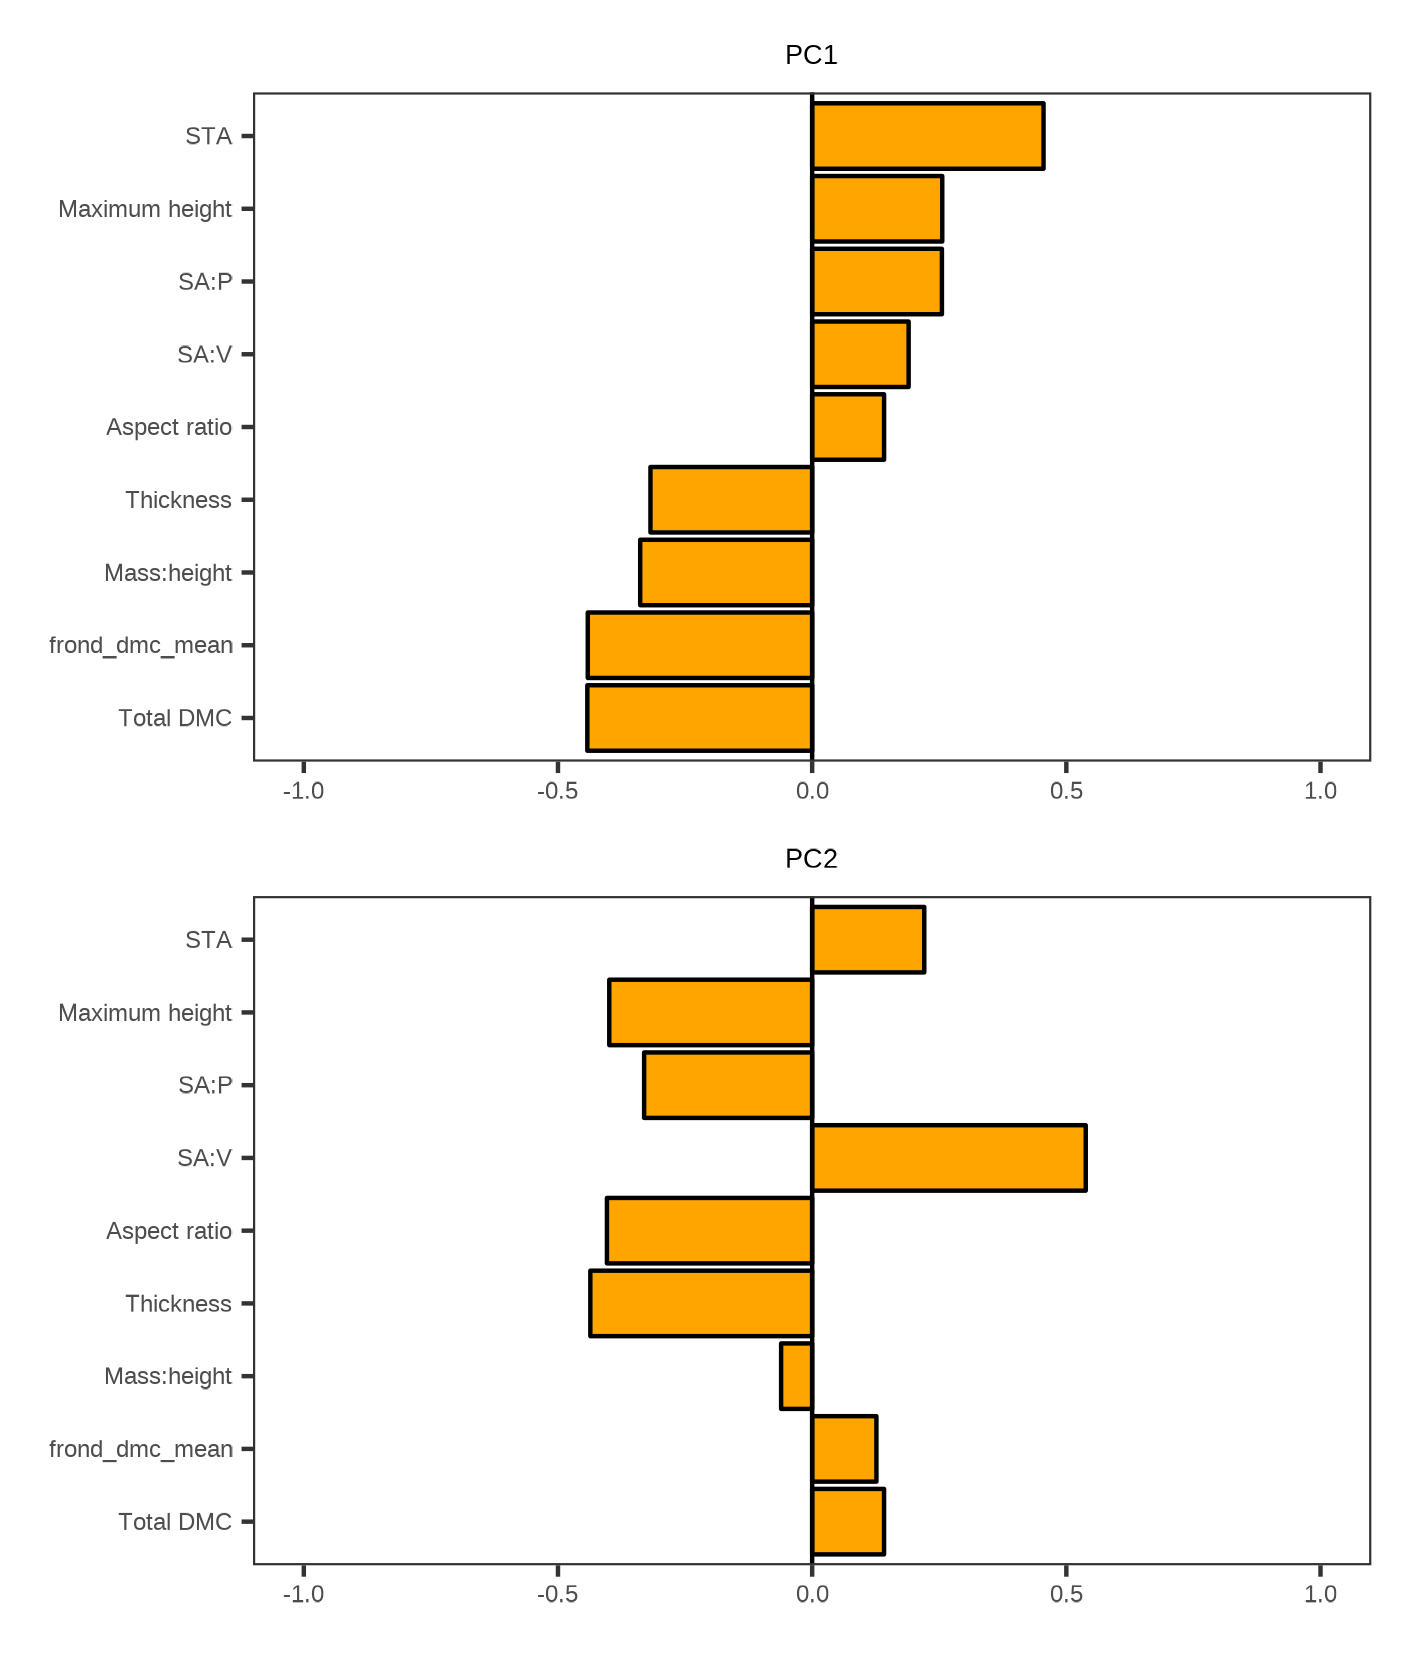 PC1
STA
Maximum height
SA:P
SA:V
Aspect ratio
Thickness
Mass:height
frond_dmc_mean
Total DMC
-1.0 -0.5 0.0 0.5 1.0
PC2
STA
Maximum height
SA:P
SA:V
Aspect ratio
Thickness
Mass:height
frond_dmc_mean
Total DMC
-1.0 -0.5 0.0 0.5 1.0